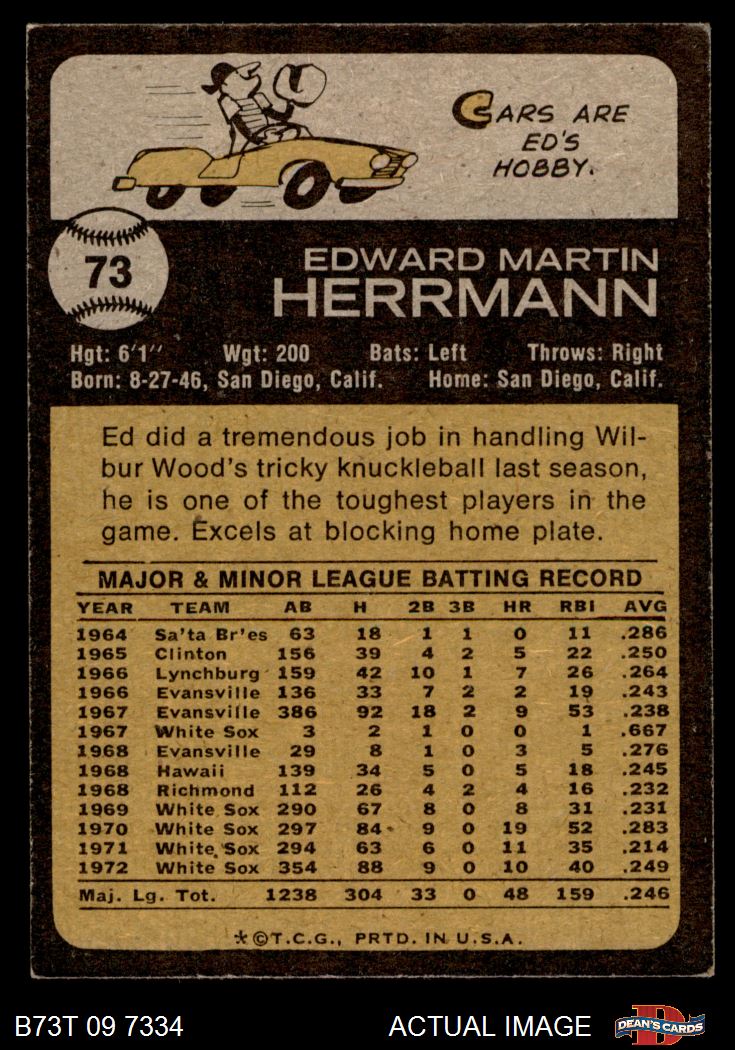 CARS ARE
ED'S
HOBBY.
73
EDWARD MARTIN
HERRMANN
Hgt: 6'1'' Wgt: 200 Bats: Left Throws: Right
Born: 8-27-46, San Diego, Calif. Home: San Diego, Calif.
Ed did a tremendous job in handling Wil-
bur Wood's tricky knuckleball last season,
he is one of the toughest players in the
game. Excels at blocking home plate.
MAJOR & MINOR LEAGUE BATTING RECORD
YEAR TEAM AB H 2B 3B HR RBI AVG
1964 Sa'ta Br'es 63 18 1 1 0 11 .286
1965 Clinton 156 39 4 2 5 22 .250
1966 Lynchburg 159 42 10 1 7 26 .264
1966 Evansville 136 33 7 2 2 19 .243
1967 Evansville 386 92 18 2 9 53 .238
1967 White Sox 3 2 1 0 0 1 .667
1968 Evansville 29 8 1 0 3 5 .276
1968 Hawaii 139 34 5 0 5 18 .245
1968 Richmond 112 26 4 2 4 16 .232
1969 White Sox 290 67 8 0 8 31 .231
1970 White Sox 297 84 9 0 19 52 .283
1971 White Sox 294 63 6 0 11 35 .214
1972 White Sox 354 88 9 0 10 40 .249
Maj. Lg. Tot. 1238 304 33 0 48 159 .246
*©T.C.G., PRTD. IN U.S.A.
B73T 09 7334 ACTUAL IMAGE DEAN'S CARDS